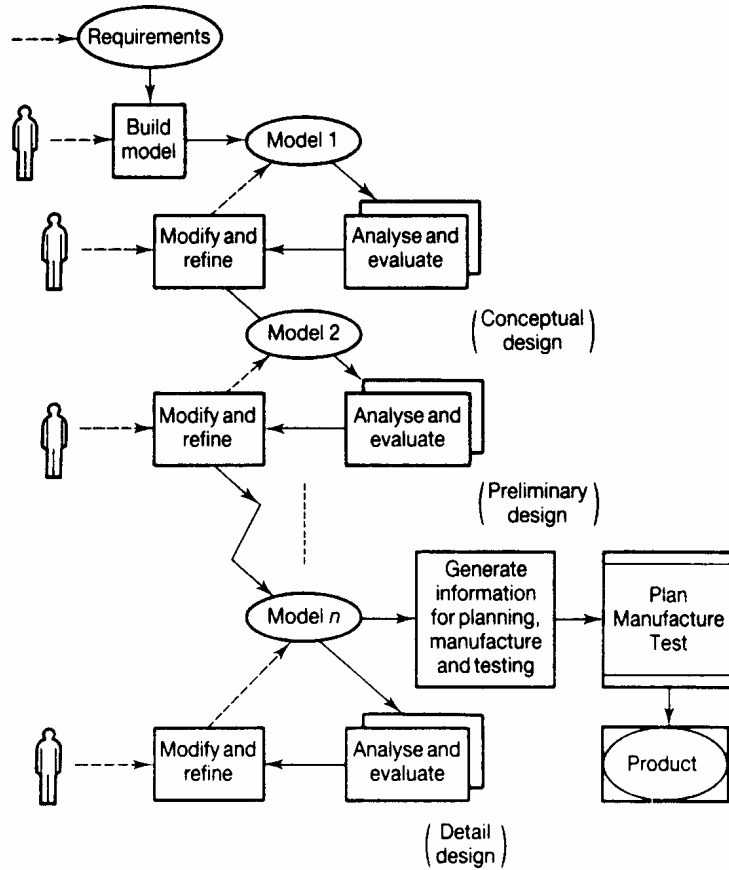 Requirements
Build
model
Model 1
Modify and
refine
Analyse and
evaluate
(Conceptual
design)
Model 2
Modify and
refine
Analyse and
evaluate
(Preliminary
design)
Model n
Generate
information
for planning,
manufacture
and testing
Plan
Manufacture
Test
Modify and
refine
Analyse and
evaluate
Product
(Detail
design)